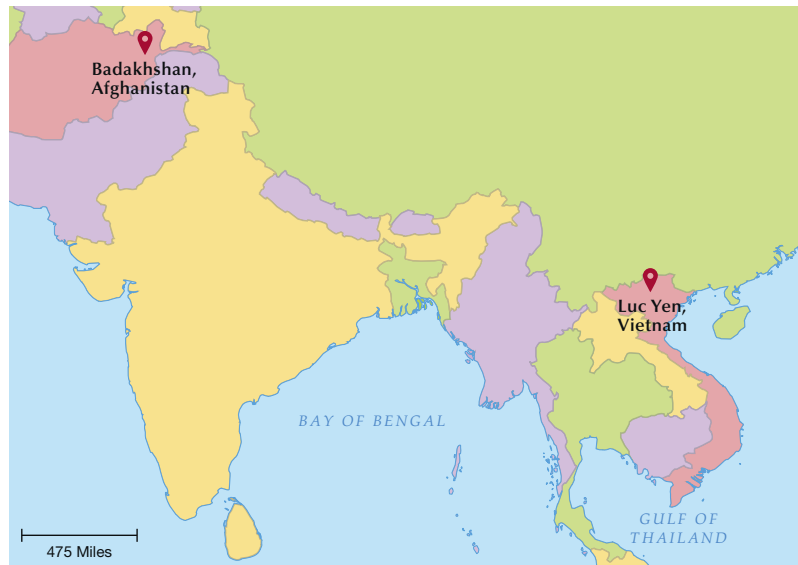 Badakhshan,
Afghanistan
Luc Yen,
Vietnam
BAY OF BENGAL
GULF OF
THAILAND
475 Miles